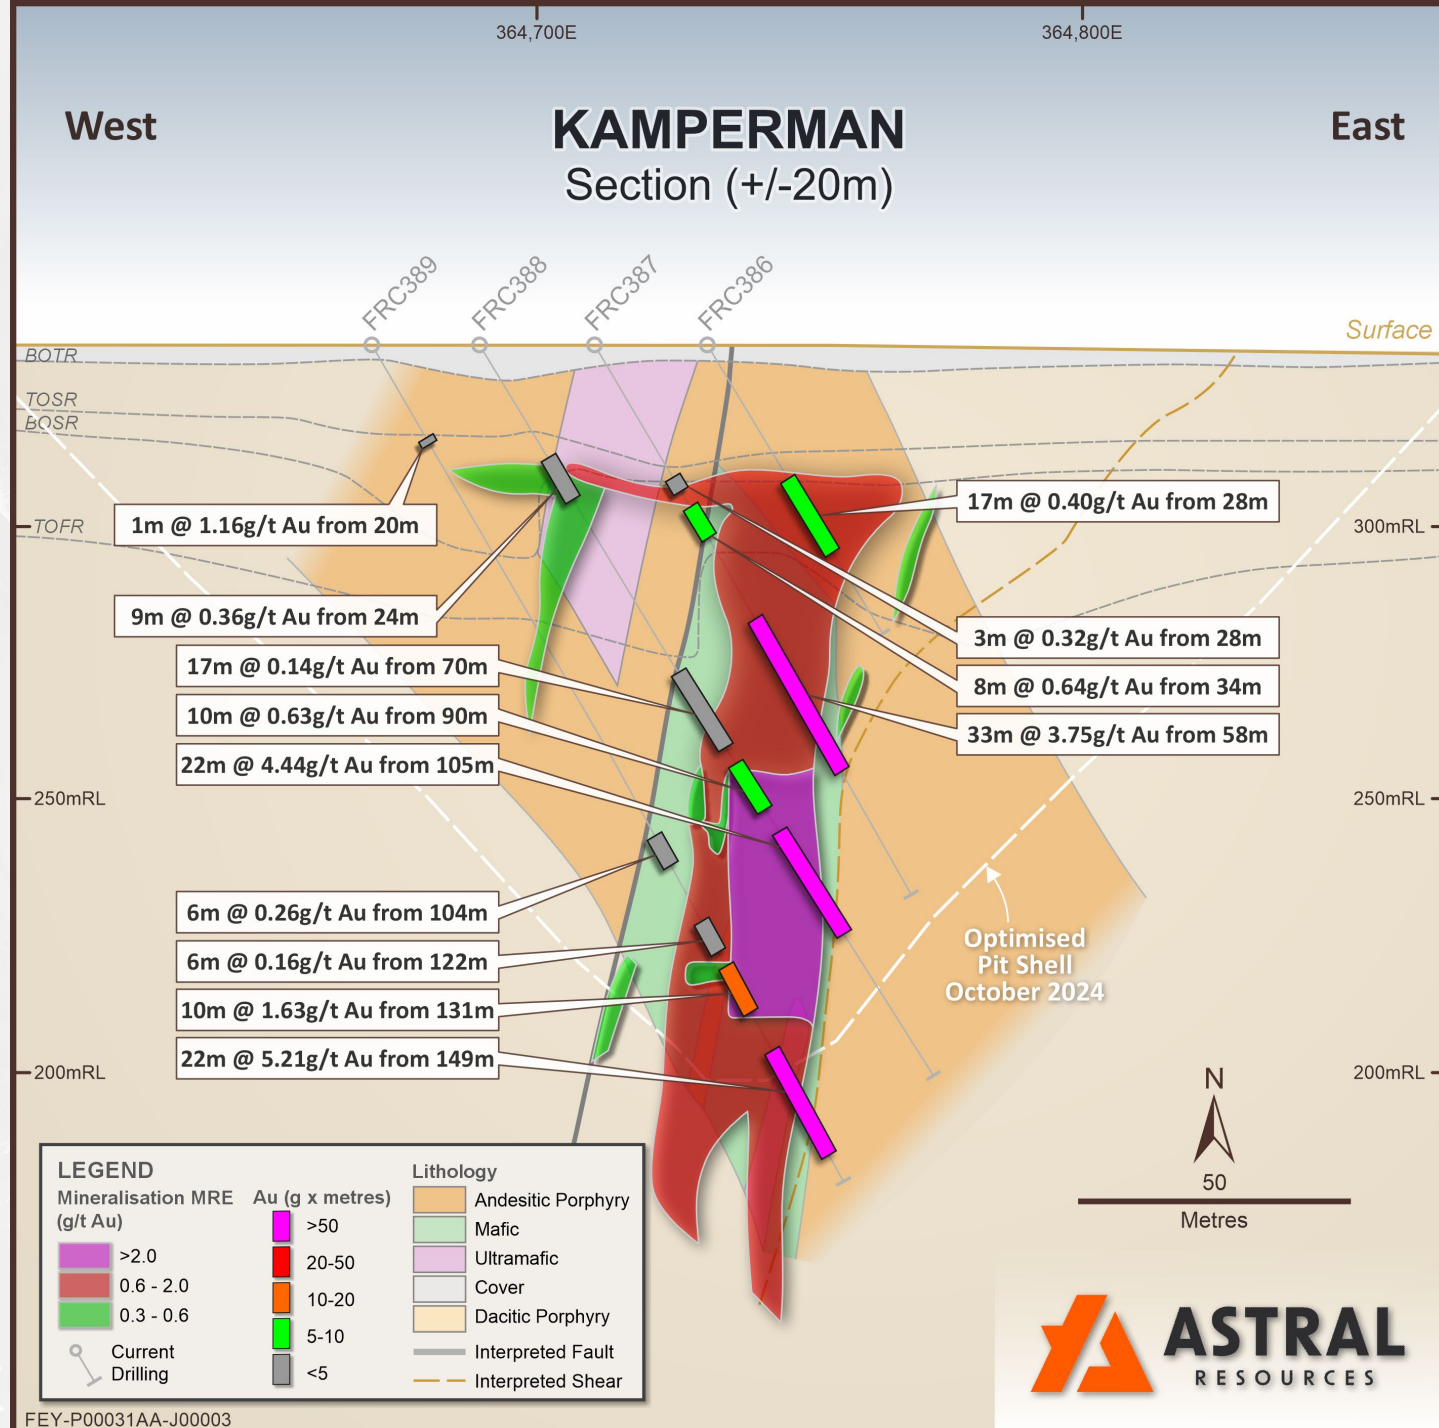 364,700E
364,800E
West
KAMPERMAN
East
Section (+/-20m)
FRC389
FRC388
FRC387
FRC386
Surface
BOTR
TOSR
BOSR
TOFR
1m @ 1.16g/t Au from 20m
17m @ 0.40g/t Au from 28m
300mRL
9m @ 0.36g/t Au from 24m
3m @ 0.32g/t Au from 28m
17m @ 0.14g/t Au from 70m
8m @ 0.64g/t Au from 34m
10m @ 0.63g/t Au from 90m
33m @ 3.75g/t Au from 58m
22m @ 4.44g/t Au from 105m
250mRL
250mRL
6m @ 0.26g/t Au from 104m
Optimised
Pit Shell
October 2024
6m @ 0.16g/t Au from 122m
10m @ 1.63g/t Au from 131m
22m @ 5.21g/t Au from 149m
200mRL
200mRL
N
50
Metres
LEGEND
Mineralisation MRE
(g/t Au)
>2.0
0.6 - 2.0
0.3 - 0.6
Current
Drilling
Au (g x metres)
>50
20-50
10-20
5-10
<5
Lithology
Andesitic Porphyry
Mafic
Ultramafic
Cover
Dacitic Porphyry
Interpreted Fault
Interpreted Shear
ASTRAL
RESOURCES
FEY-P00031AA-J00003